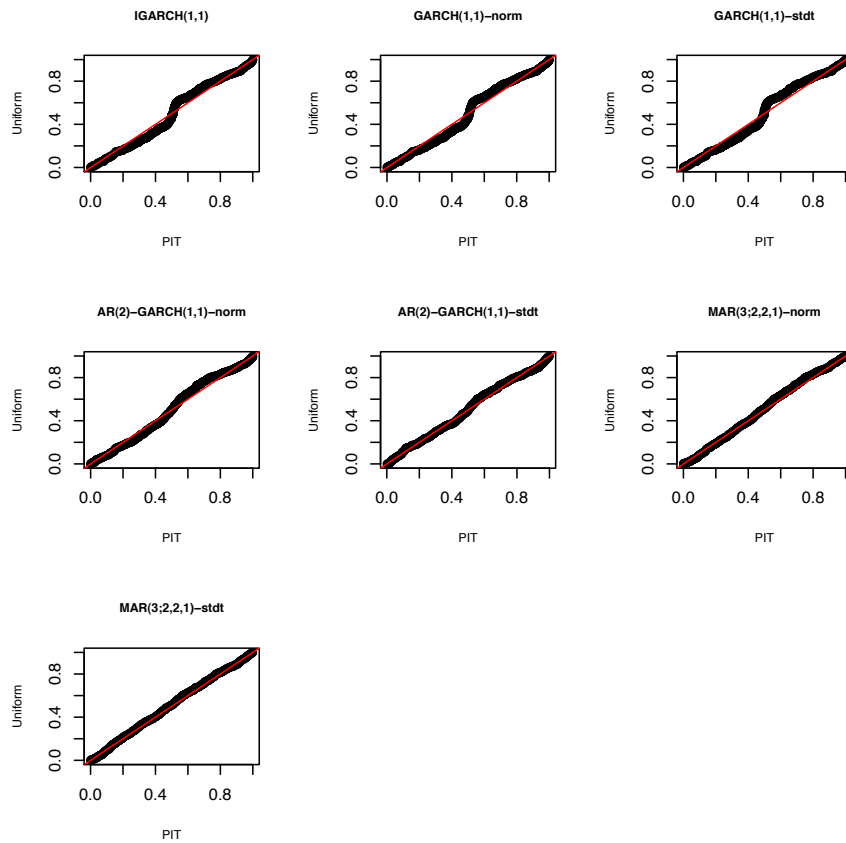 IGARCH(1,1)
Uniform
0.0 0.4 0.8
0.0 0.4 0.8
PIT
GARCH(1,1)−norm
Uniform
0.0 0.4 0.8
0.0 0.4 0.8
PIT
GARCH(1,1)−stdt
Uniform
0.0 0.4 0.8
0.0 0.4 0.8
PIT
AR(2)−GARCH(1,1)−norm
Uniform
0.0 0.4 0.8
0.0 0.4 0.8
PIT
AR(2)−GARCH(1,1)−stdt
Uniform
0.0 0.4 0.8
0.0 0.4 0.8
PIT
MAR(3;2,2,1)−norm
Uniform
0.0 0.4 0.8
0.0 0.4 0.8
PIT
MAR(3;2,2,1)−stdt
Uniform
0.0 0.4 0.8
0.0 0.4 0.8
PIT